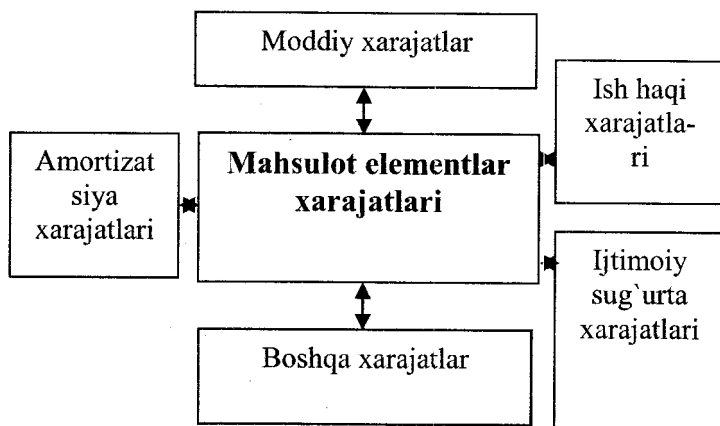 Moddiy xarajatlar
Ish haqi
xarajatla-
ri
Amortizat
siya
xarajatlari
Mahsulot elementlar
xarajatlari
Ijtimoiy
sug`urta
xarajatlari
Boshqa xarajatlar